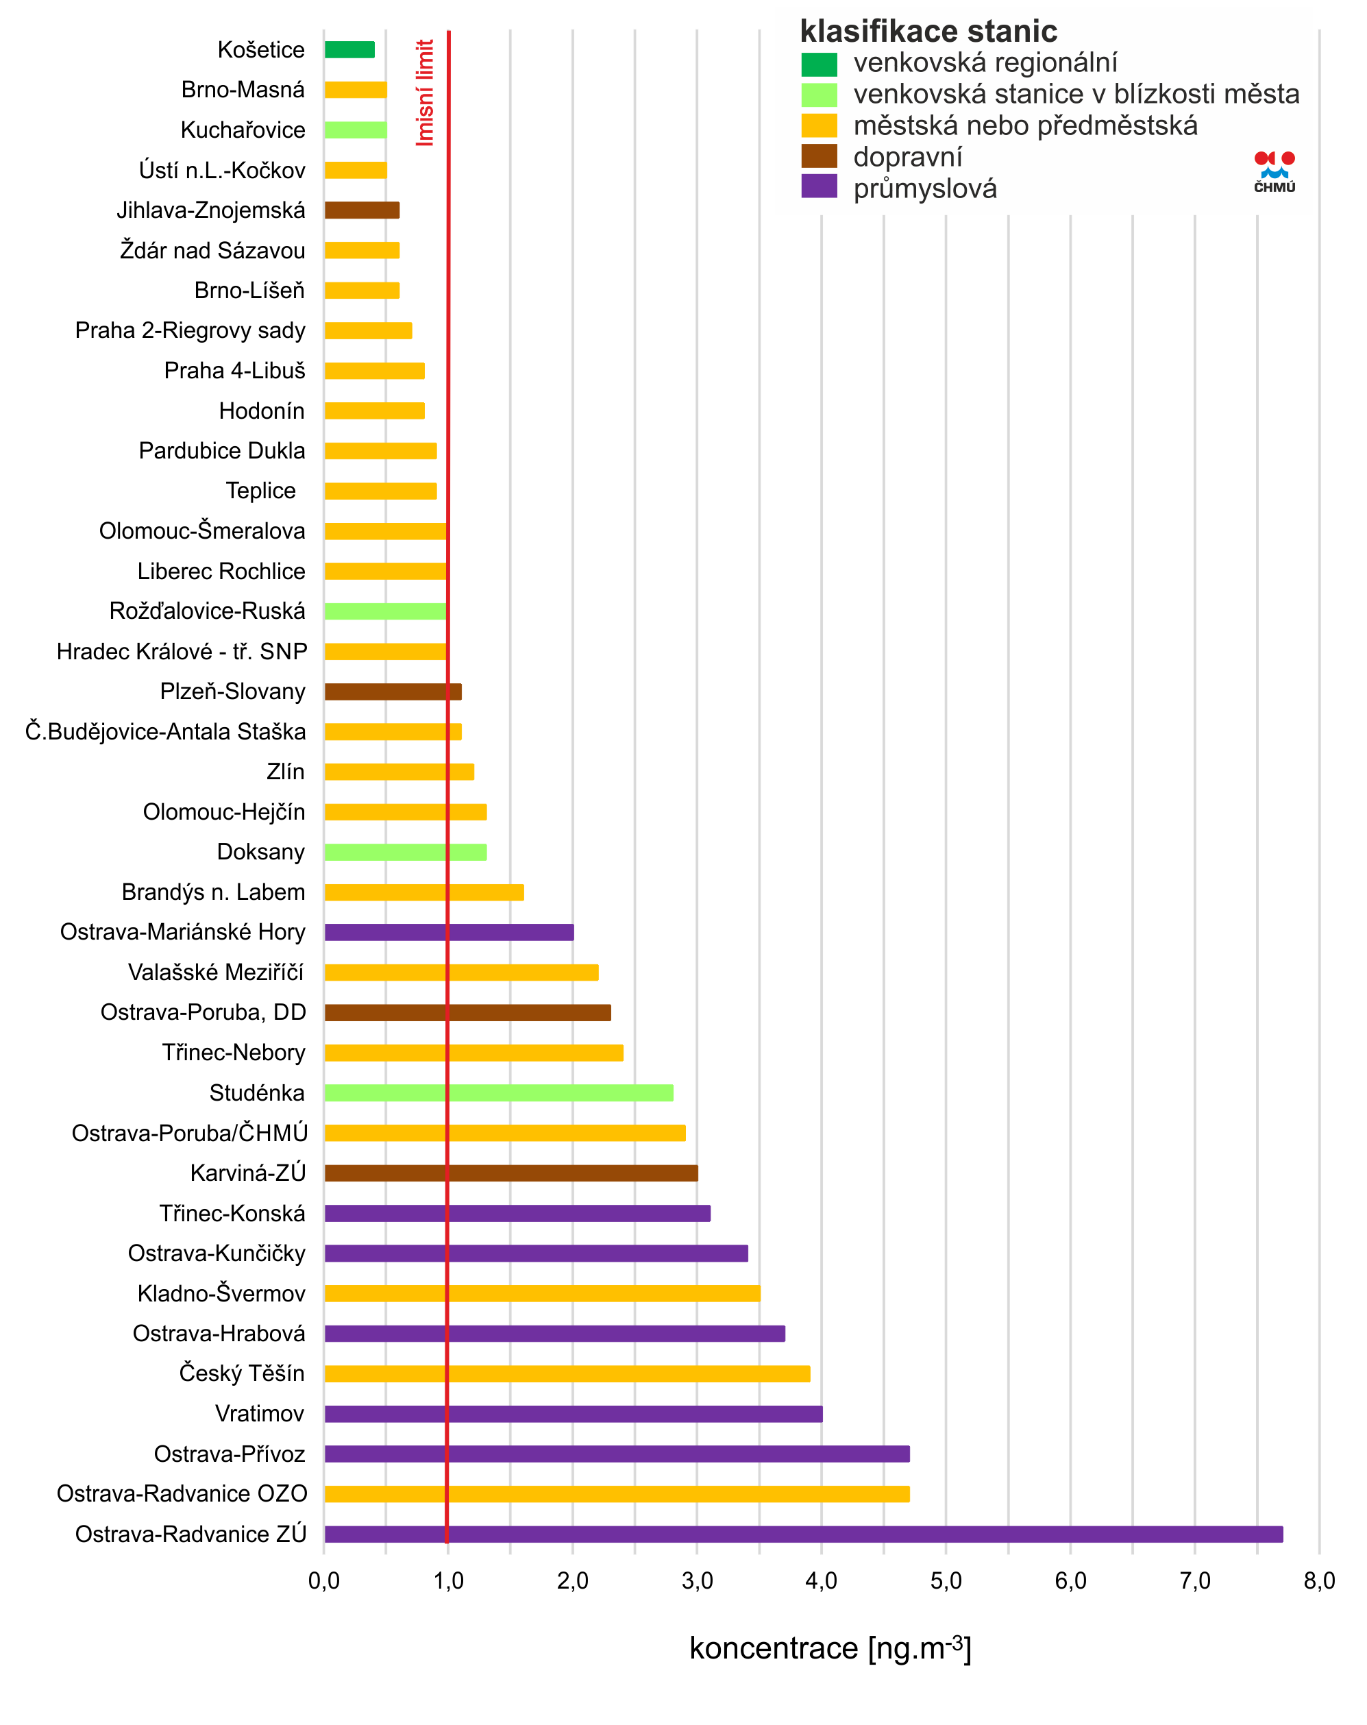 klasifikace stanic
venkovská regionální
venkovská stanice v blízkosti města
městská nebo předměstská
dopravní
průmyslová
ČHMÚ
Imisní limit
Košetice
Brno-Masná
Kuchařovice
Ústí n.L.-Kočkov
Jihlava-Znojemská
Ždár nad Sázavou
Brno-Líšeň
Praha 2-Riegrovy sady
Praha 4-Libuš
Hodonín
Pardubice Dukla
Teplice
Olomouc-Šmeralova
Liberec Rochlice
Rožďalovice-Ruská
Hradec Králové - tř. SNP
Plzeň-Slovany
Č.Budějovice-Antala Staška
Zlín
Olomouc-Hejčín
Doksany
Brandýs n. Labem
Ostrava-Mariánské Hory
Valašské Meziříčí
Ostrava-Poruba, DD
Třinec-Nebory
Studénka
Ostrava-Poruba/ČHMÚ
Karviná-ZÚ
Třinec-Konská
Ostrava-Kunčičky
Kladno-Švermov
Ostrava-Hrabová
Český Těšín
Vratimov
Ostrava-Přívoz
Ostrava-Radvanice OZO
Ostrava-Radvanice ZÚ
0,0 1,0 2,0 3,0 4,0 5,0 6,0 7,0 8,0
koncentrace [ng.m-3]